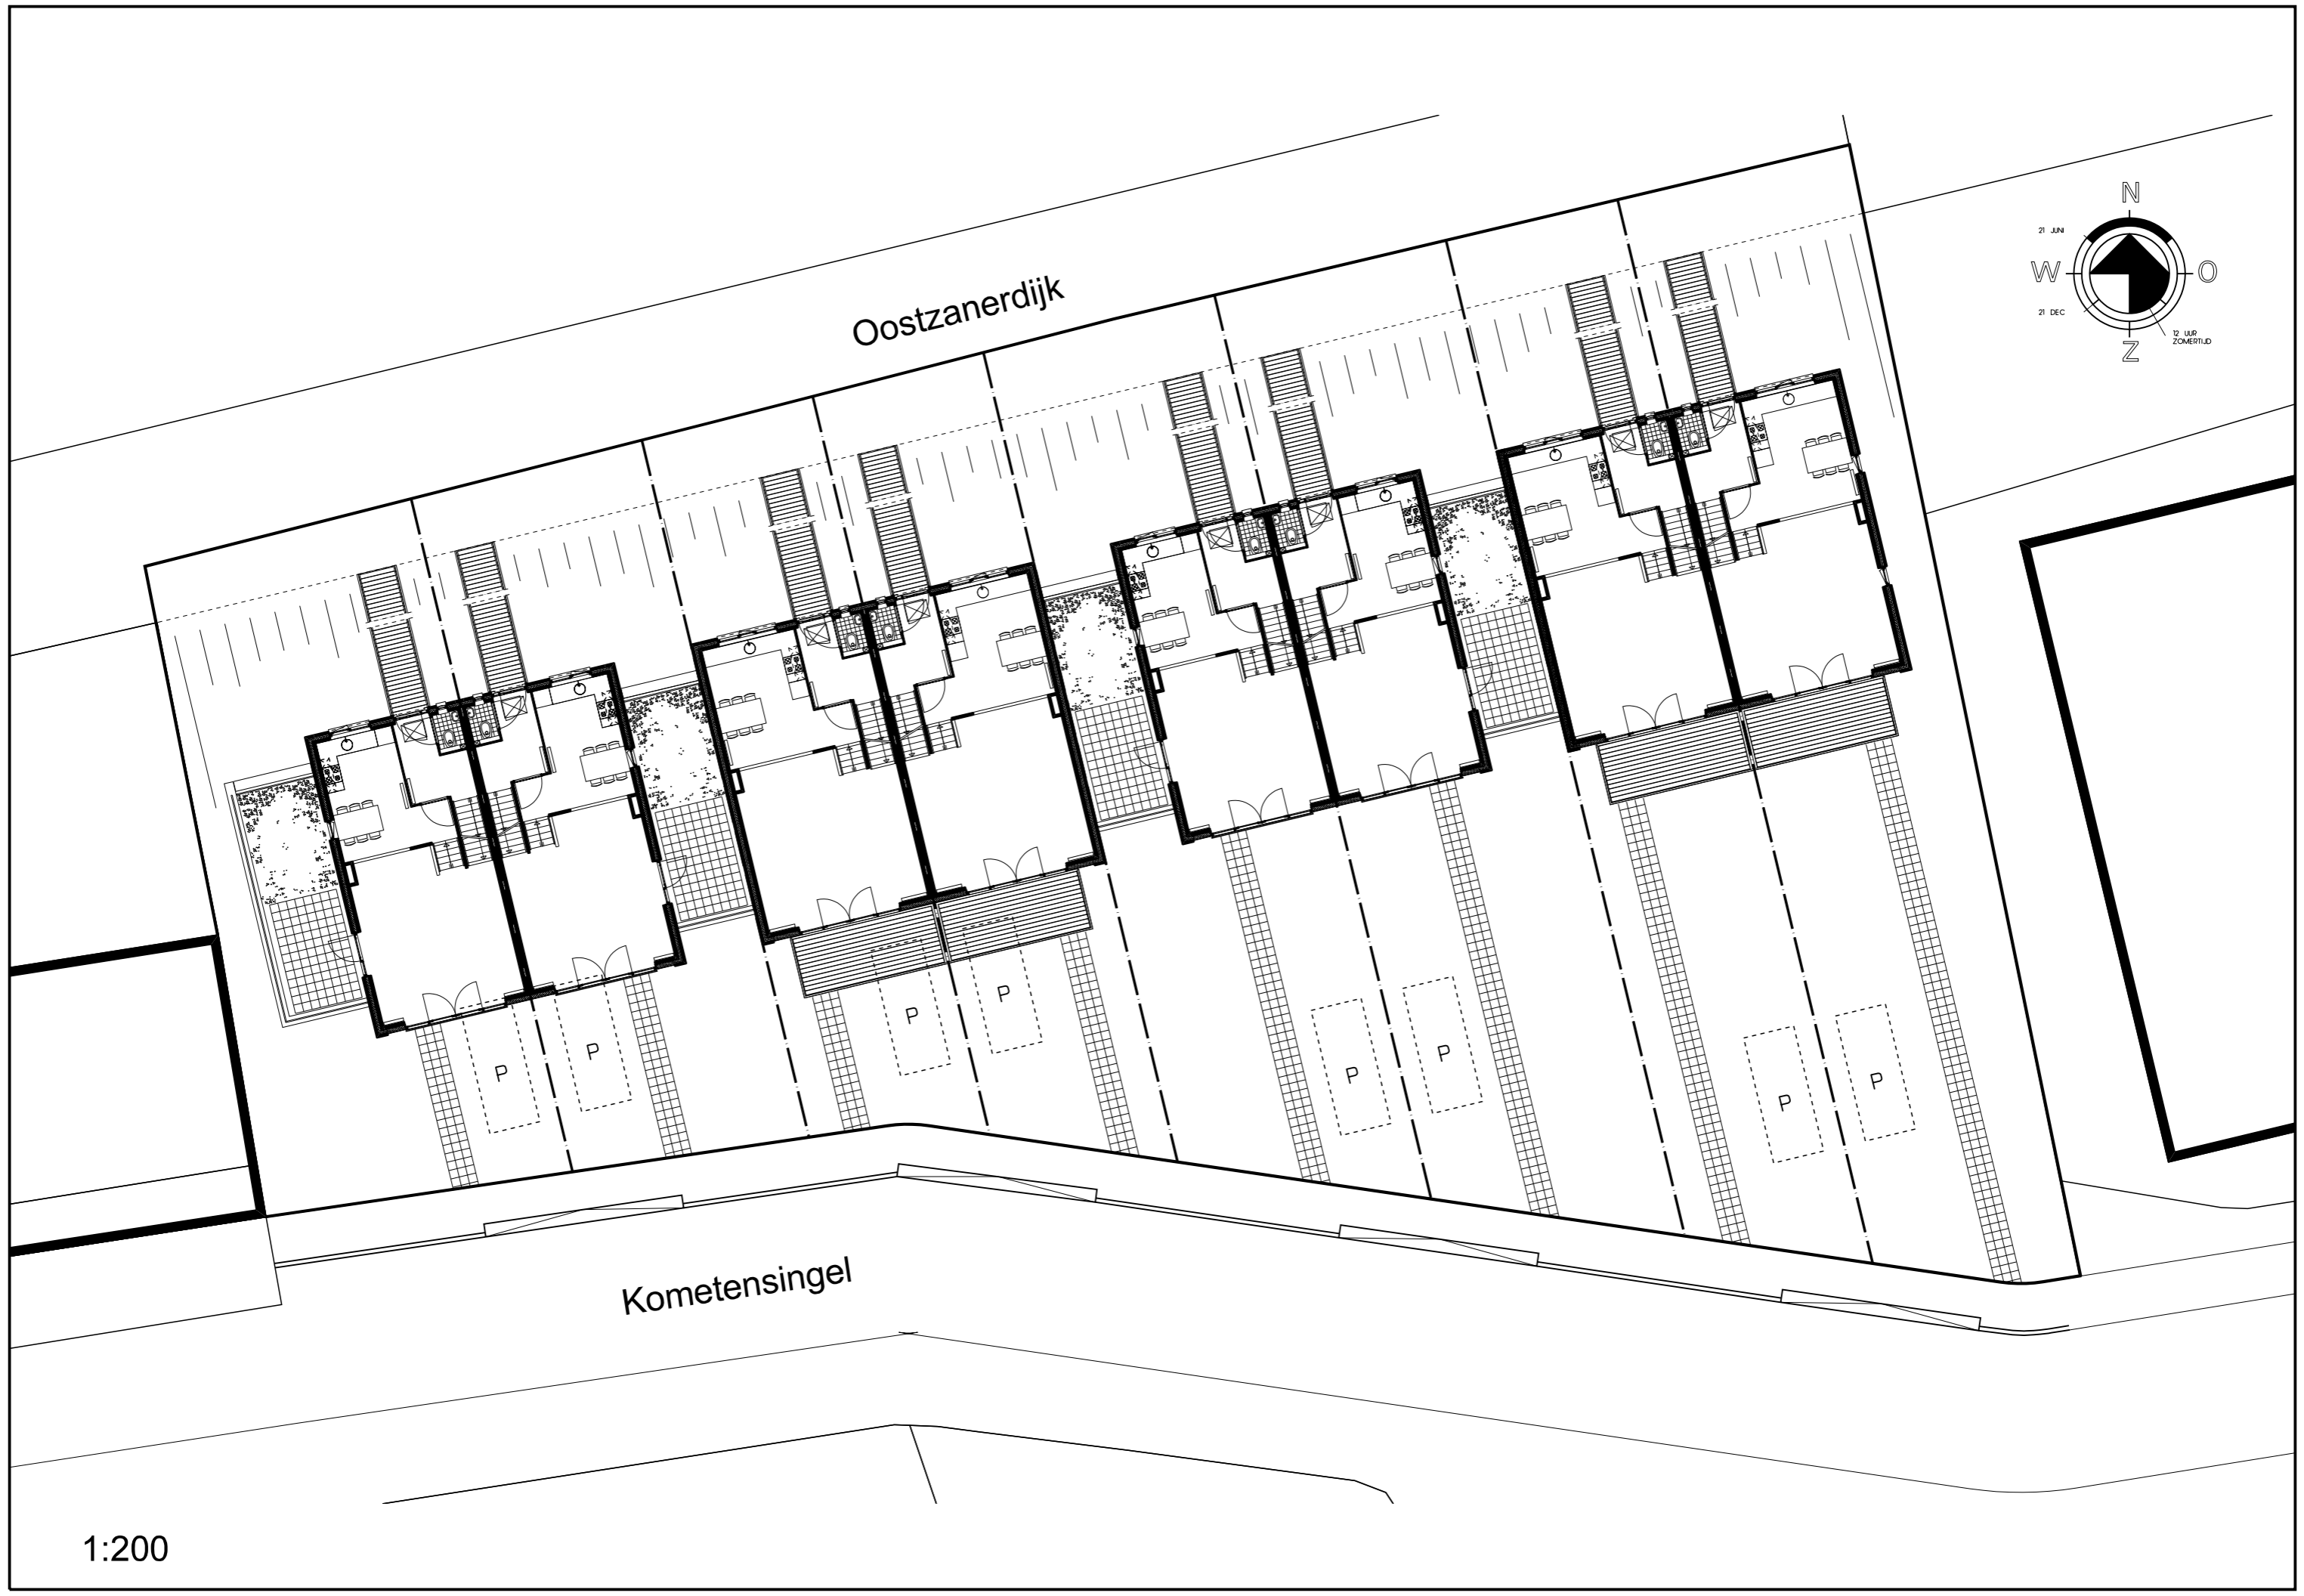 Oostzanerdijk
N
21 JUNI
W
O
21 DEC
12 UUR
ZOMERTIJD
Z
P
P
P
P
P
P
P
P
Kometensingel
1:200